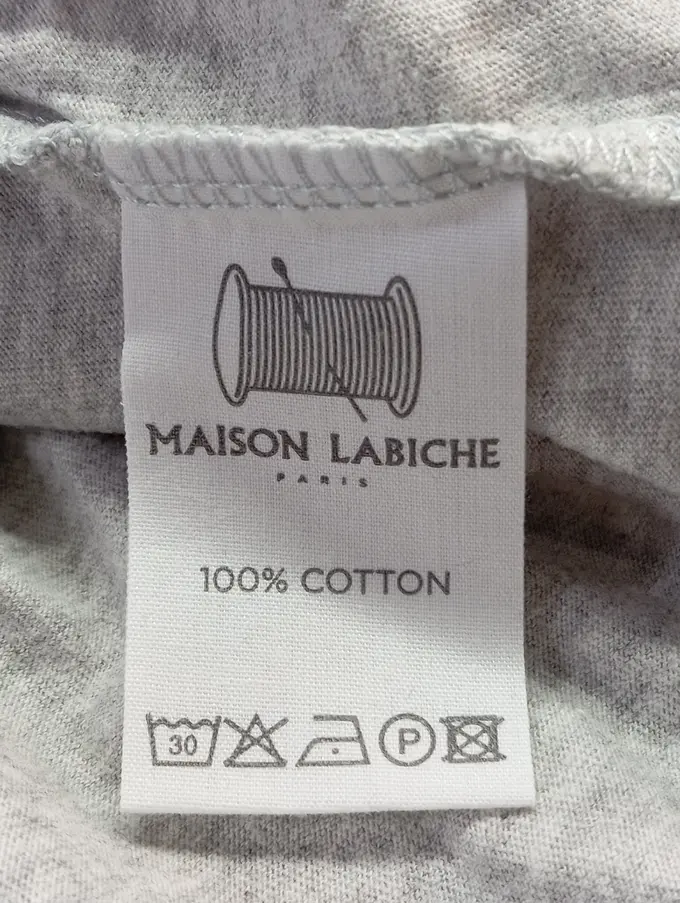 MAISON LABICHE
PARIS
100% COTTON
30 P